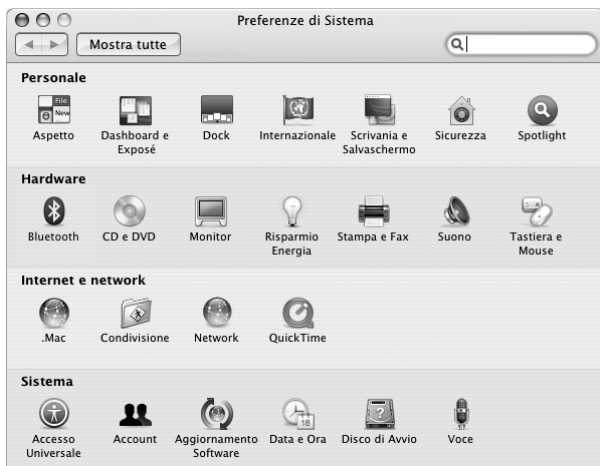 Preferenze di Sistema
Mostra tutte
Personale
File
New
Aspetto
Dashboard e
Exposé
Dock
Internazionale
Scrivania e
Salvaschermo
Sicurezza
Spotlight
Hardware
Bluetooth
CD e DVD
Monitor
Risparmio
Energia
Stampa e Fax
Suono
Tastiera e
Mouse
Internet e network
.Mac
Condivisione
Network
QuickTime
Sistema
18
Accesso
Universale
Account
Aggiornamento
Software
Data e Ora
Disco di Avvio
Voce